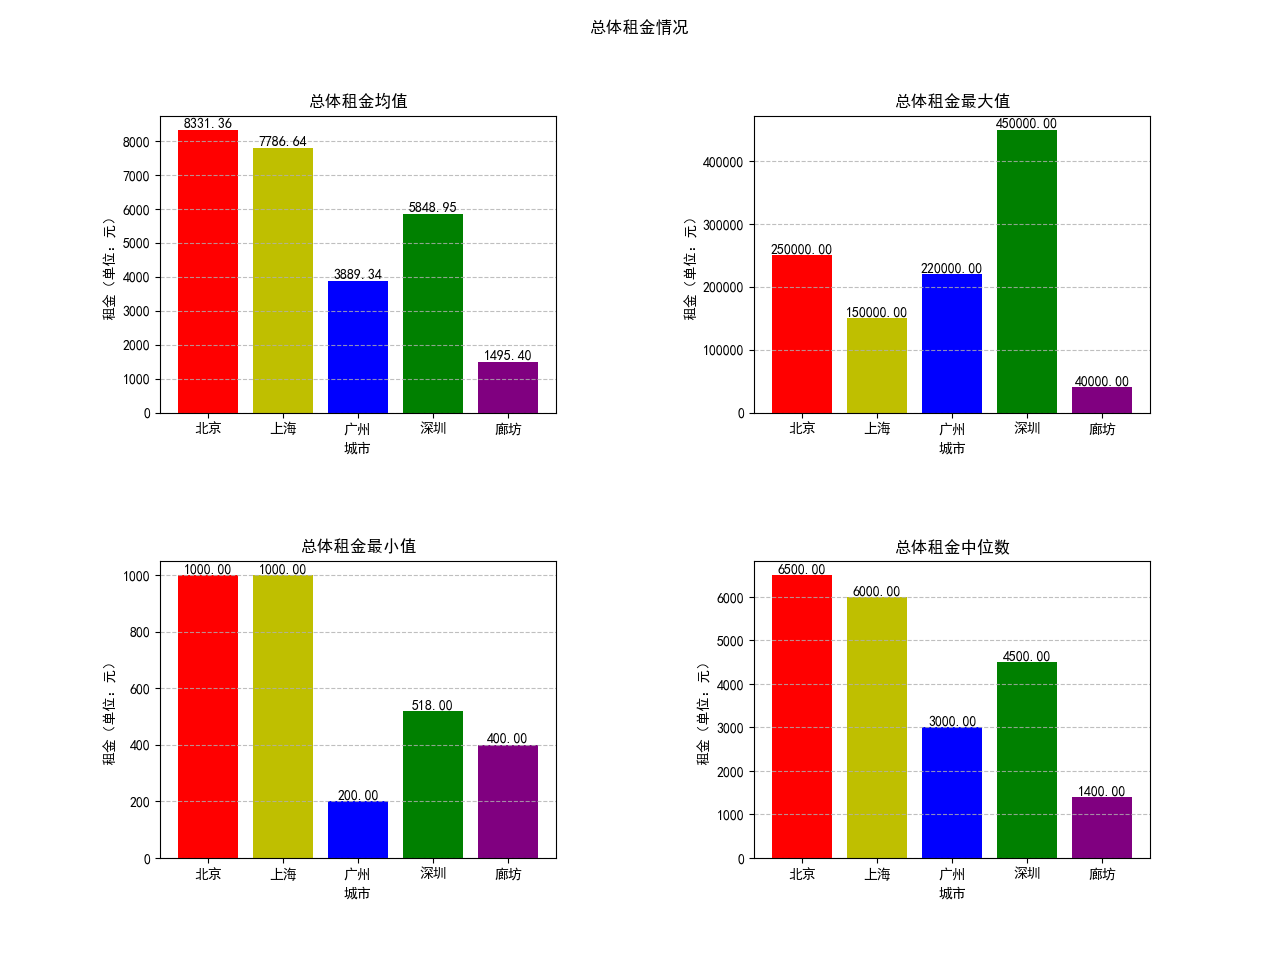 总体租金情况
总体租金均值
租金（单位：元）
8000
7000
6000
5000
4000
3000
2000
1000
0
8331.36
7786.64
3889.34
5848.95
1495.40
北京 上海 广州 深圳 廊坊
城市
总体租金最大值
租金（单位：元）
400000
300000
200000
100000
0
250000.00
150000.00
220000.00
450000.00
40000.00
北京 上海 广州 深圳 廊坊
城市
总体租金最小值
租金（单位：元）
1000
800
600
400
200
0
1000.00
1000.00
200.00
518.00
400.00
北京 上海 广州 深圳 廊坊
城市
总体租金中位数
租金（单位：元）
6000
5000
4000
3000
2000
1000
0
6500.00
6000.00
3000.00
4500.00
1400.00
北京 上海 广州 深圳 廊坊
城市